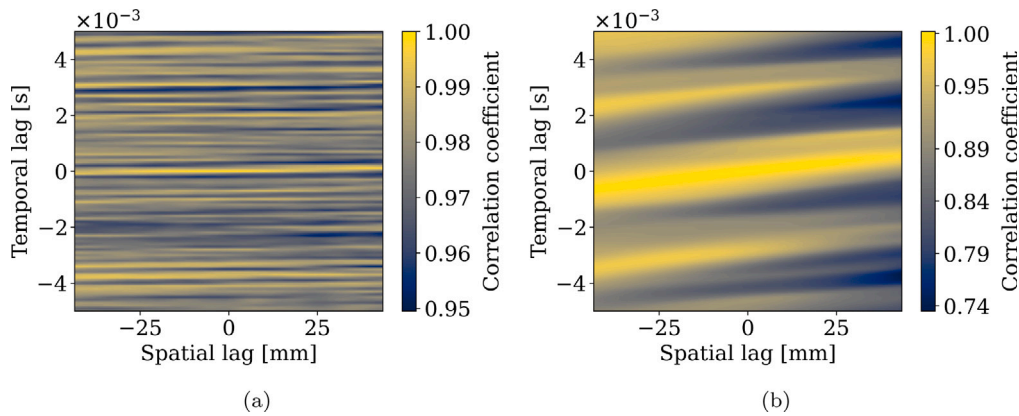 ×10⁻³
4
2
0
−2
−4
Temporal lag [s]
−25 0 25
Spatial lag [mm]
1.00
0.99
0.98
0.97
0.96
0.95
Correlation coefficient
(a)
×10⁻³
4
2
0
−2
−4
Temporal lag [s]
−25 0 25
Spatial lag [mm]
1.00
0.95
0.89
0.84
0.79
0.74
Correlation coefficient
(b)